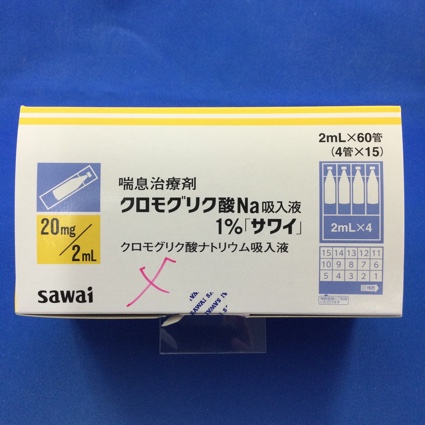 2mL×60管
(4管×15)
喘息治療剤
クロモグリク酸Na吸入液
1%「サワイ」
クロモグリク酸ナトリウム吸入液
20mg/
2mL
2mL×4
15 14 13 12 11
10 9 8 7 6
5 4 3 2 1
sawai
SAWAI